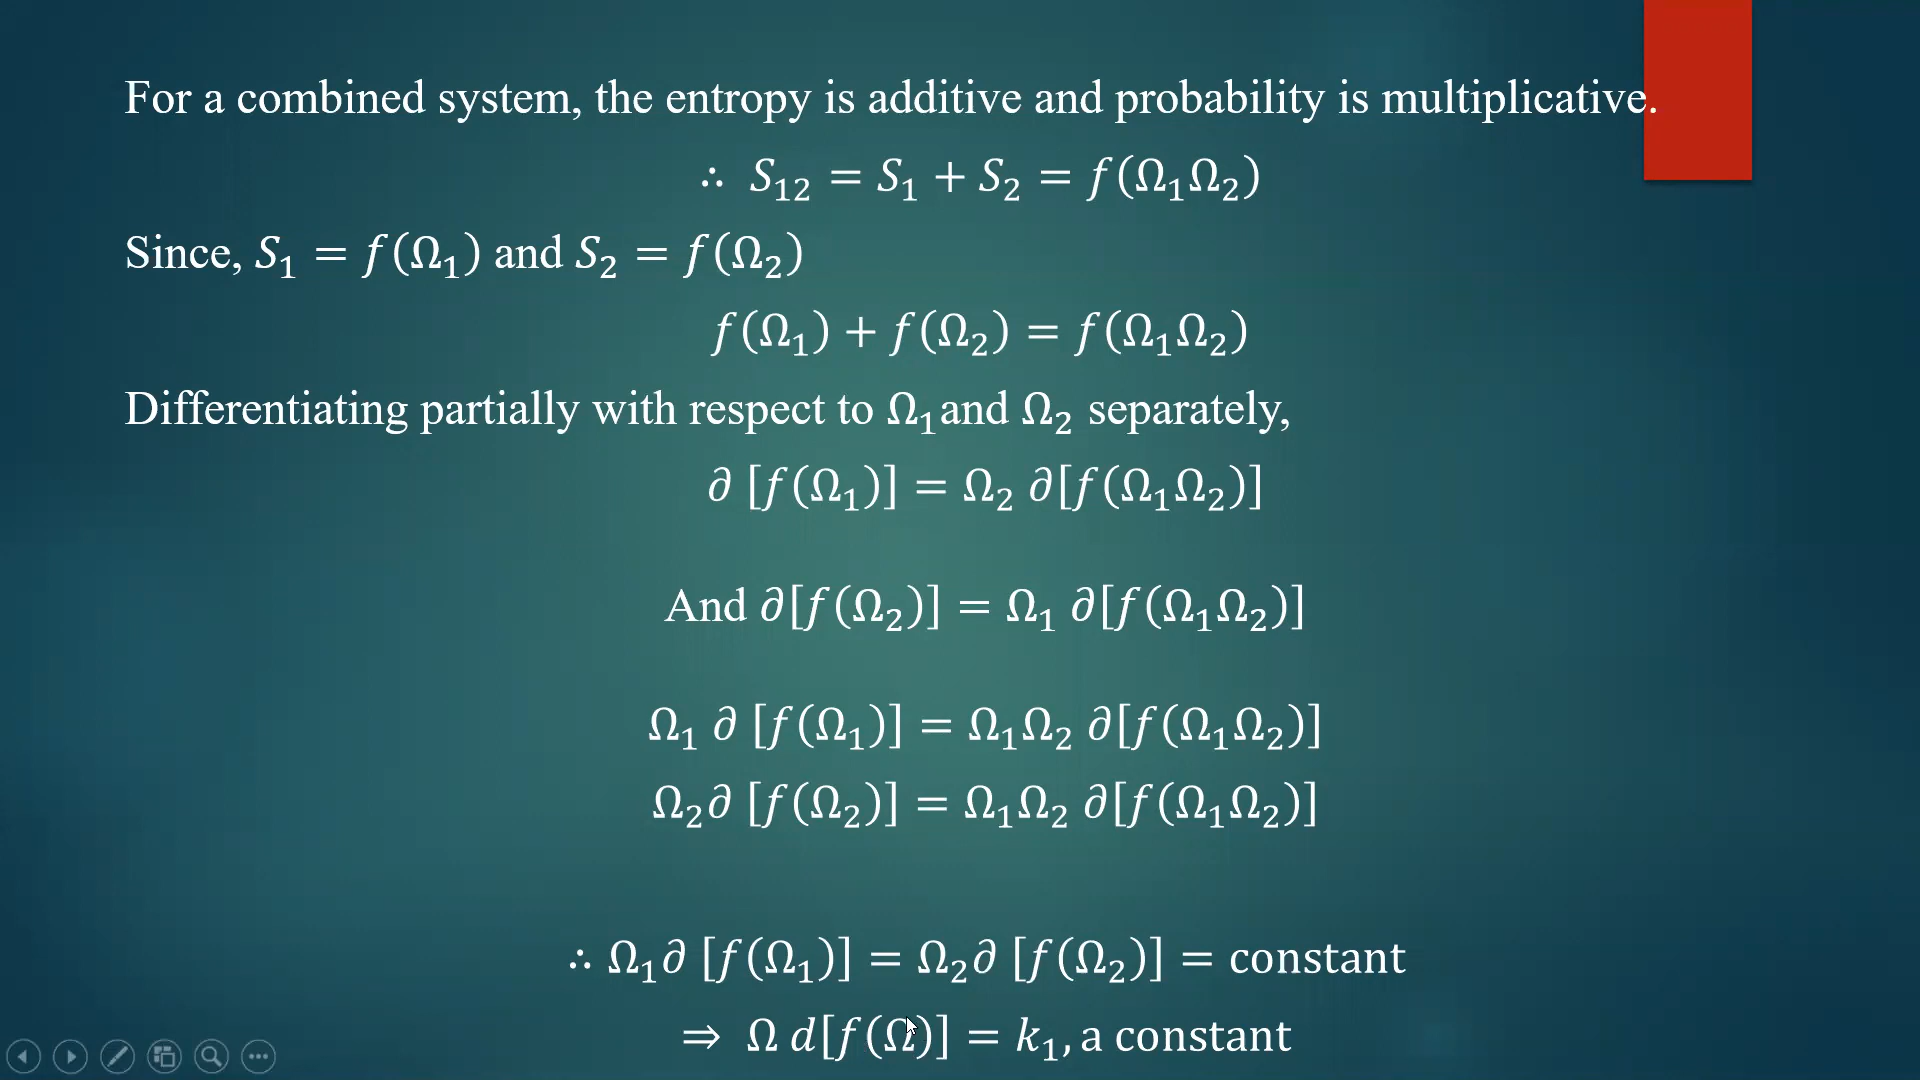 For a combined system, the entropy is additive and probability is multiplicative.
∴ S₁₂ = S₁ + S₂ = f(Ω₁Ω₂)
Since, S₁ = f(Ω₁) and S₂ = f(Ω₂)
f(Ω₁) + f(Ω₂) = f(Ω₁Ω₂)
Differentiating partially with respect to Ω₁and Ω₂ separately,
∂ [f(Ω₁)] = Ω₂ ∂[f(Ω₁Ω₂)]
And ∂[f(Ω₂)] = Ω₁ ∂[f(Ω₁Ω₂)]
Ω₁ ∂ [f(Ω₁)] = Ω₁Ω₂ ∂[f(Ω₁Ω₂)]
Ω₂∂ [f(Ω₂)] = Ω₁Ω₂ ∂[f(Ω₁Ω₂)]
∴ Ω₁∂ [f(Ω₁)] = Ω₂∂ [f(Ω₂)] = constant
⇒ Ω d[f(Ω)] = k₁, a constant